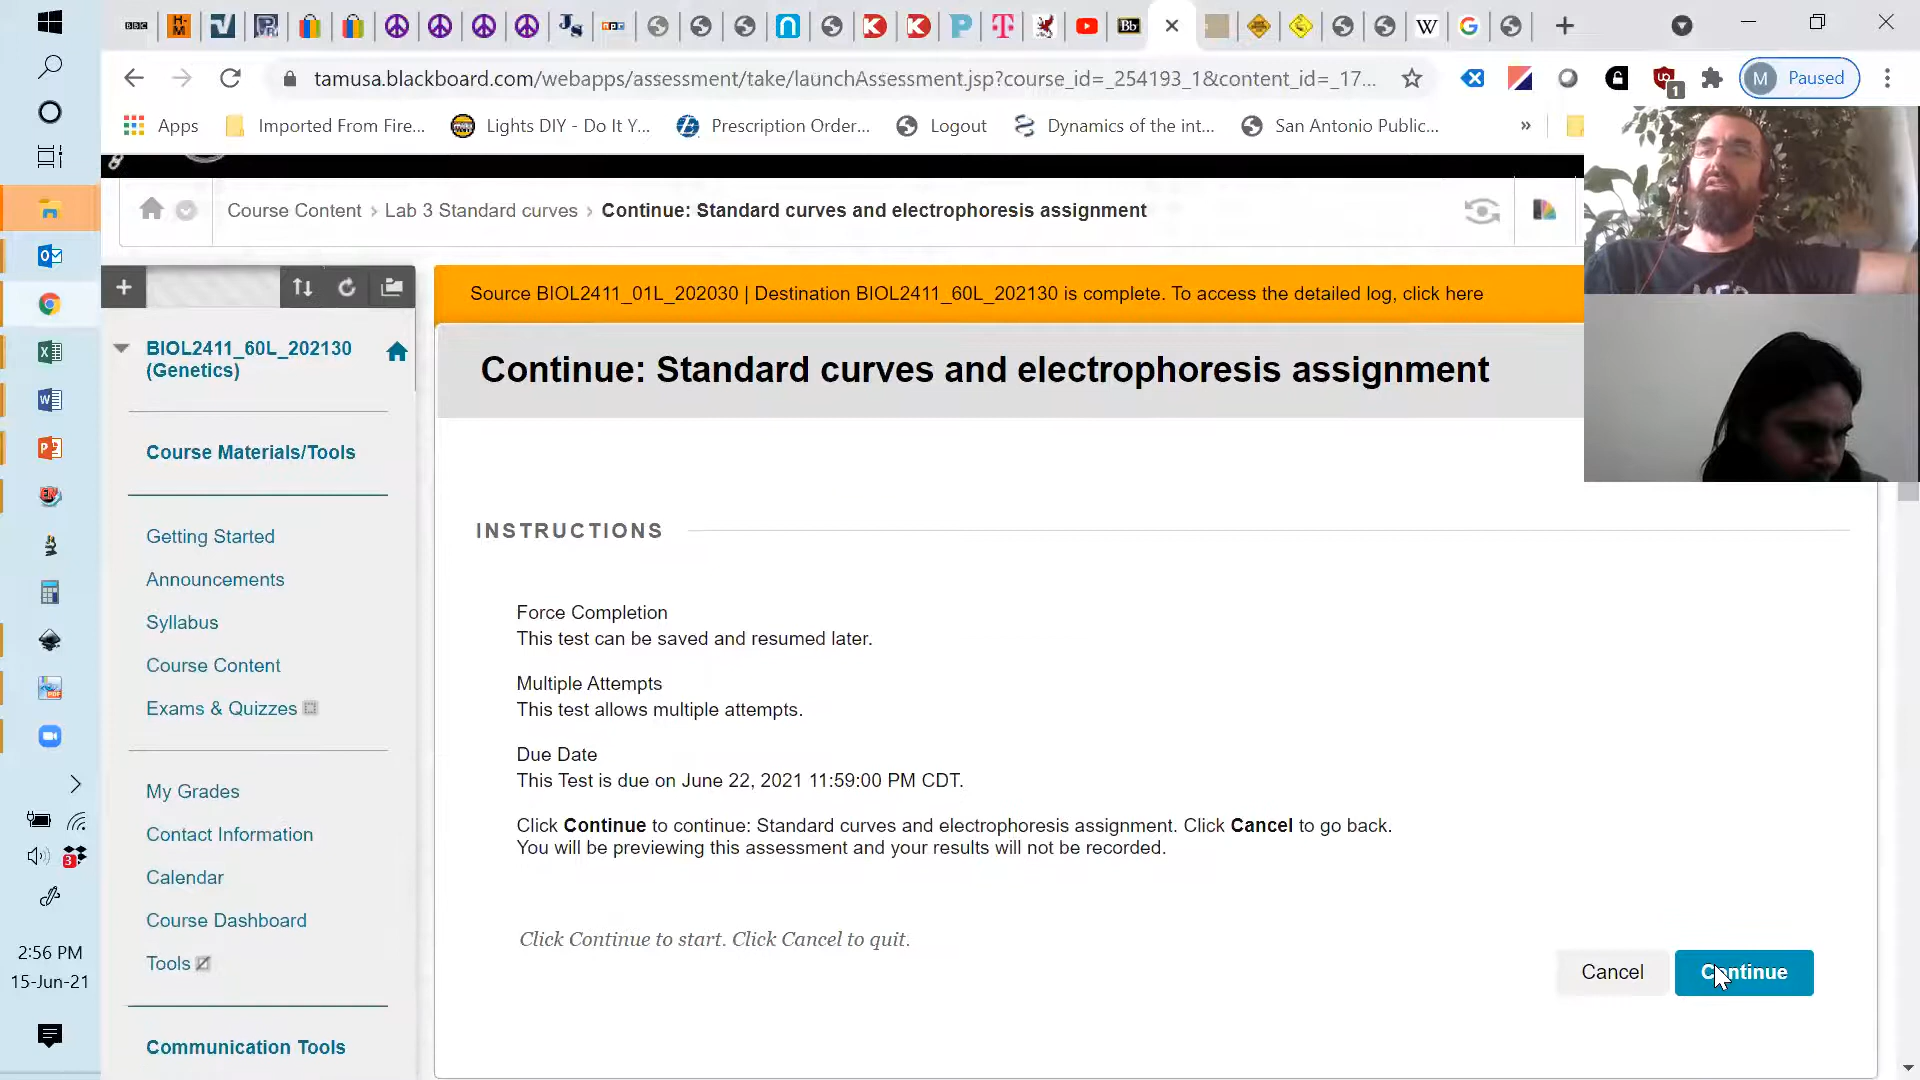 tamusa.blackboard.com/webapps/assessment/take/launchAssessment.jsp?course_id=_254193_1&content_id=_17...
M Paused
Apps
Imported From Fire...
Lights DIY - Do It Y...
Prescription Order...
Logout
Dynamics of the int...
San Antonio Public...
»
Course Content > Lab 3 Standard curves > Continue: Standard curves and electrophoresis assignment
Source BIOL2411_01L_202030 | Destination BIOL2411_60L_202130 is complete. To access the detailed log, click here
BIOL2411_60L_202130
(Genetics)
Course Materials/Tools
Getting Started
Announcements
Syllabus
Course Content
Exams & Quizzes
My Grades
Contact Information
Calendar
Course Dashboard
Tools
Communication Tools
Continue: Standard curves and electrophoresis assignment
INSTRUCTIONS
Force Completion
This test can be saved and resumed later.
Multiple Attempts
This test allows multiple attempts.
Due Date
This Test is due on June 22, 2021 11:59:00 PM CDT.
Click Continue to continue: Standard curves and electrophoresis assignment. Click Cancel to go back.
You will be previewing this assessment and your results will not be recorded.
Click Continue to start. Click Cancel to quit.
Cancel
Continue
2:56 PM
15-Jun-21